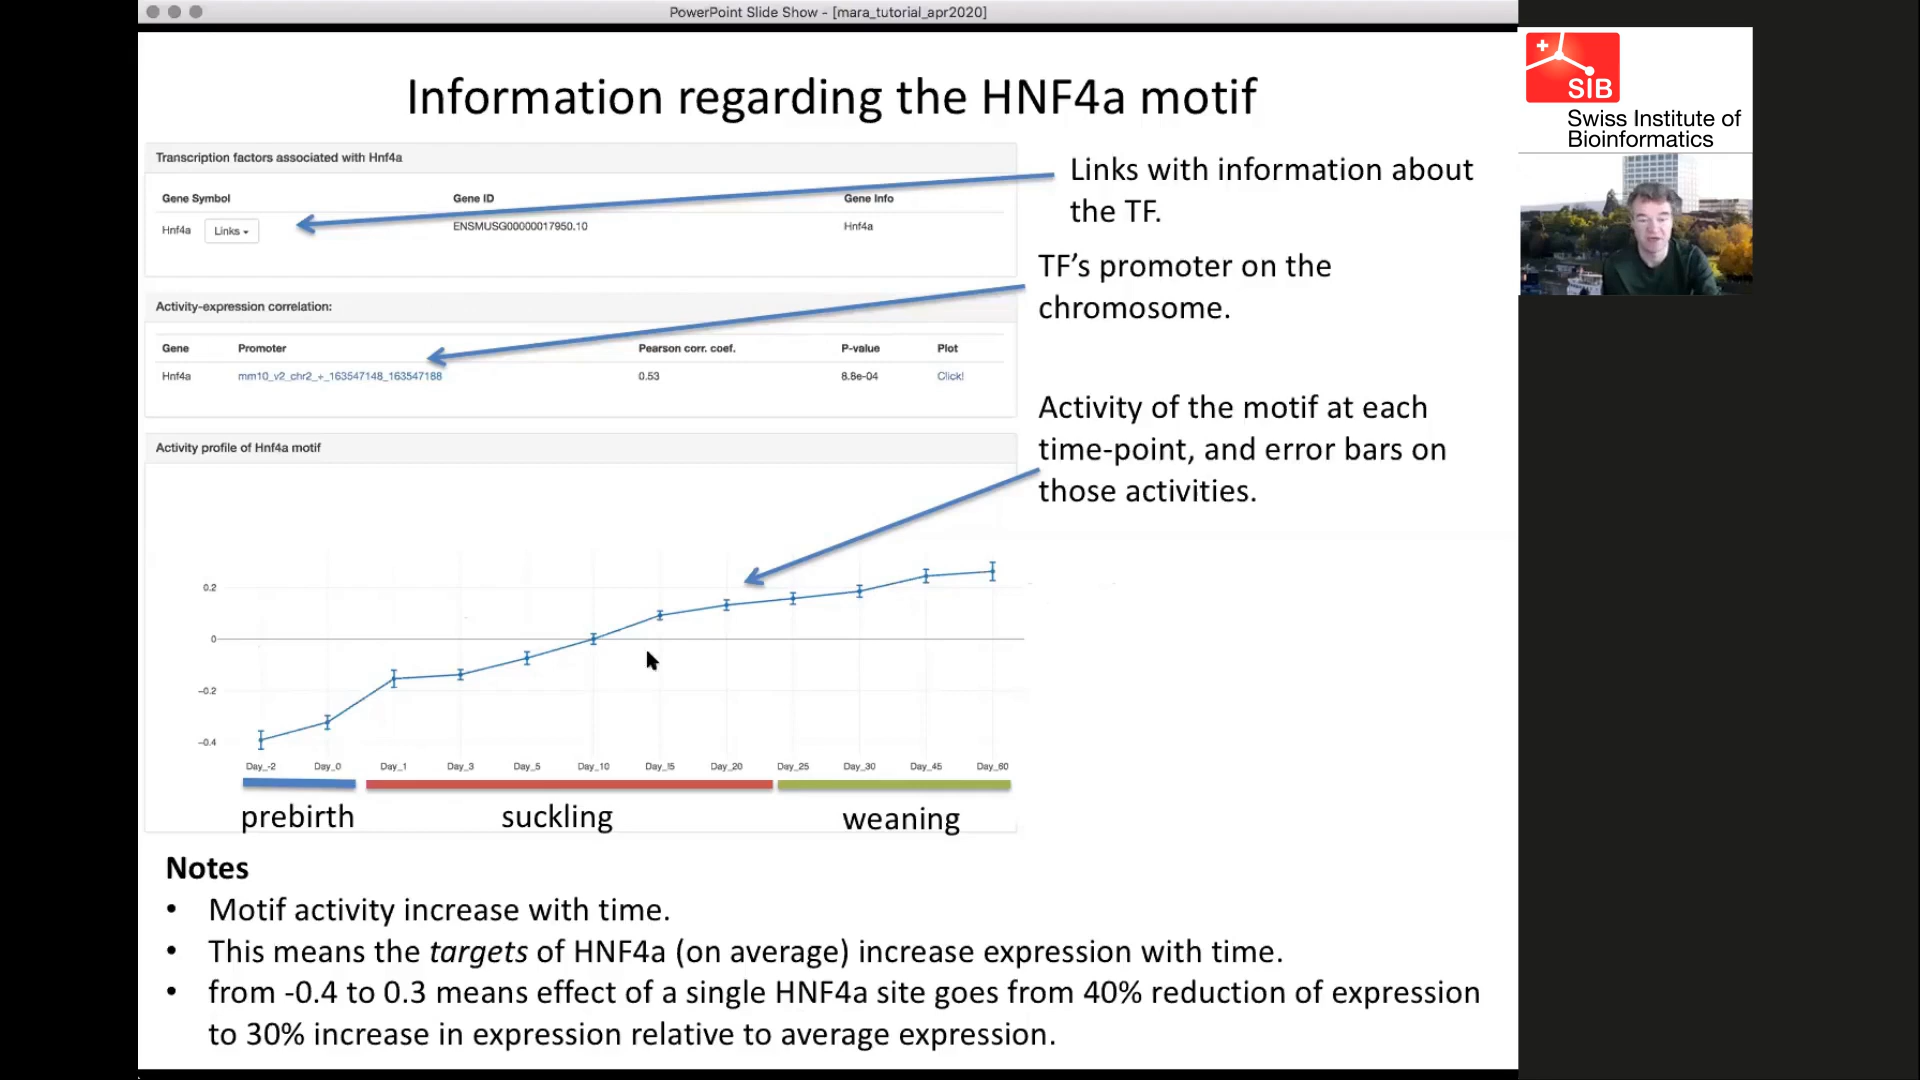 PowerPoint Slide Show - [mara_tutorial_apr2020]
Information regarding the HNF4a motif
SIB
Swiss Institute of
Bioinformatics
Transcription factors associated with Hnf4a
Gene Symbol Gene ID Gene Info
Hnf4a Links ENSMUSG00000017950.10 Hnf4a
Links with information about
the TF.
TF’s promoter on the
chromosome.
Activity-expression correlation:
Gene Promoter Pearson corr. coef. P-value Plot
Hnf4a mm10_v2_chr2_+_163547148_163547188 0.53 8.8e-04 Click!
Activity of the motif at each
time-point, and error bars on
those activities.
Activity profile of Hnf4a motif
0.2
0
−0.2
−0.4
Day_-2 Day_0 Day_1 Day_3 Day_5 Day_10 Day_15 Day_20 Day_25 Day_30 Day_45 Day_60
prebirth suckling weaning
Notes
• Motif activity increase with time.
• This means the targets of HNF4a (on average) increase expression with time.
• from -0.4 to 0.3 means effect of a single HNF4a site goes from 40% reduction of expression
to 30% increase in expression relative to average expression.